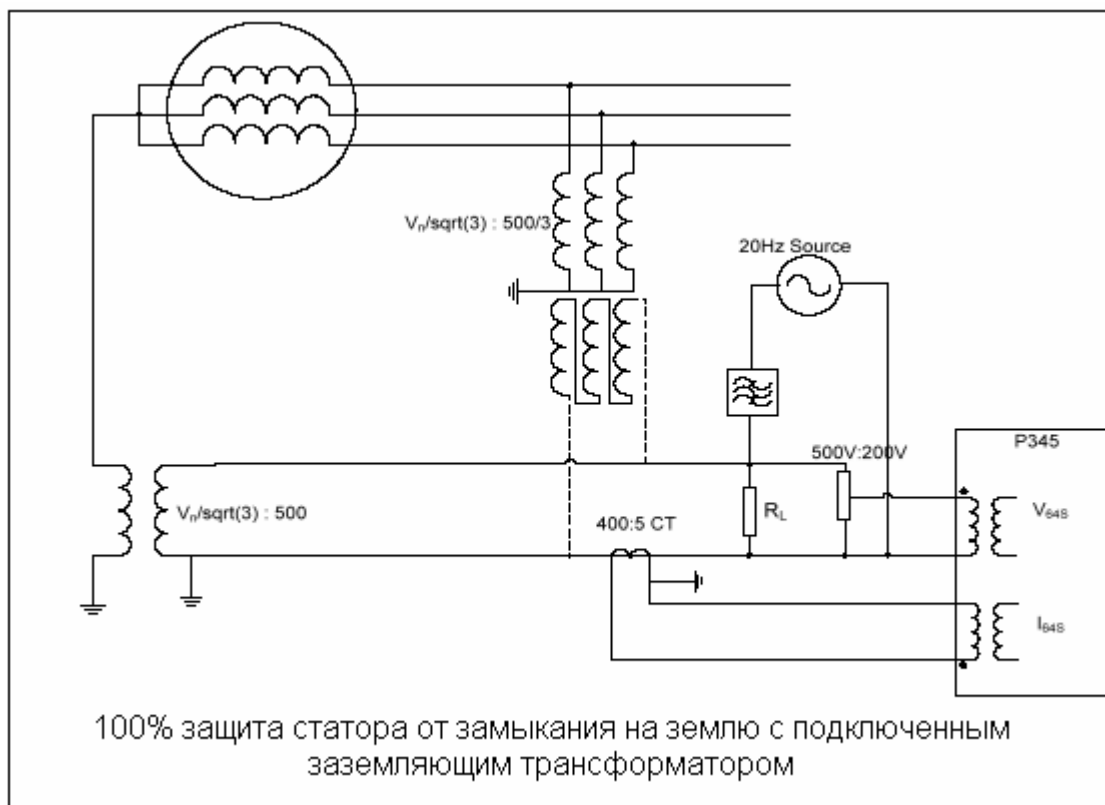 Vn/sqrt(3) : 500/3
20Hz Source
P345
500V:200V
V64S
Vn/sqrt(3) : 500
RL
400:5 CT
I64S
100% защита статора от замыкания на землю с подключенным
заземляющим трансформатором